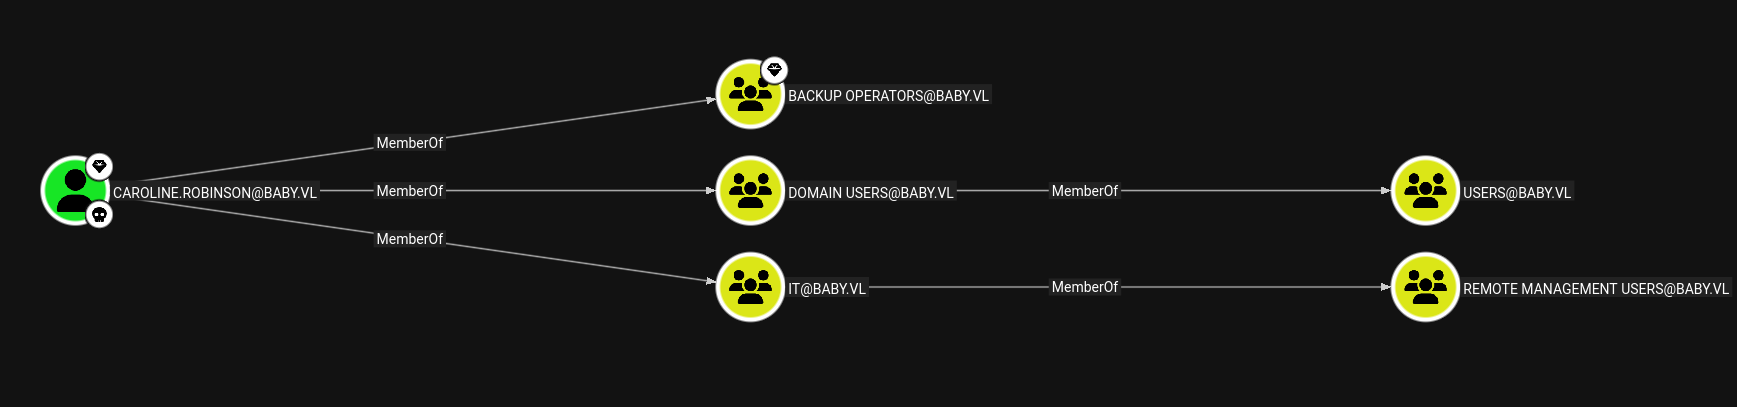 BACKUP OPERATORS@BABY.VL
MemberOf
CAROLINE.ROBINSON@BABY.VL
MemberOf
DOMAIN USERS@BABY.VL
MemberOf
USERS@BABY.VL
MemberOf
IT@BABY.VL
MemberOf
REMOTE MANAGEMENT USERS@BABY.VL